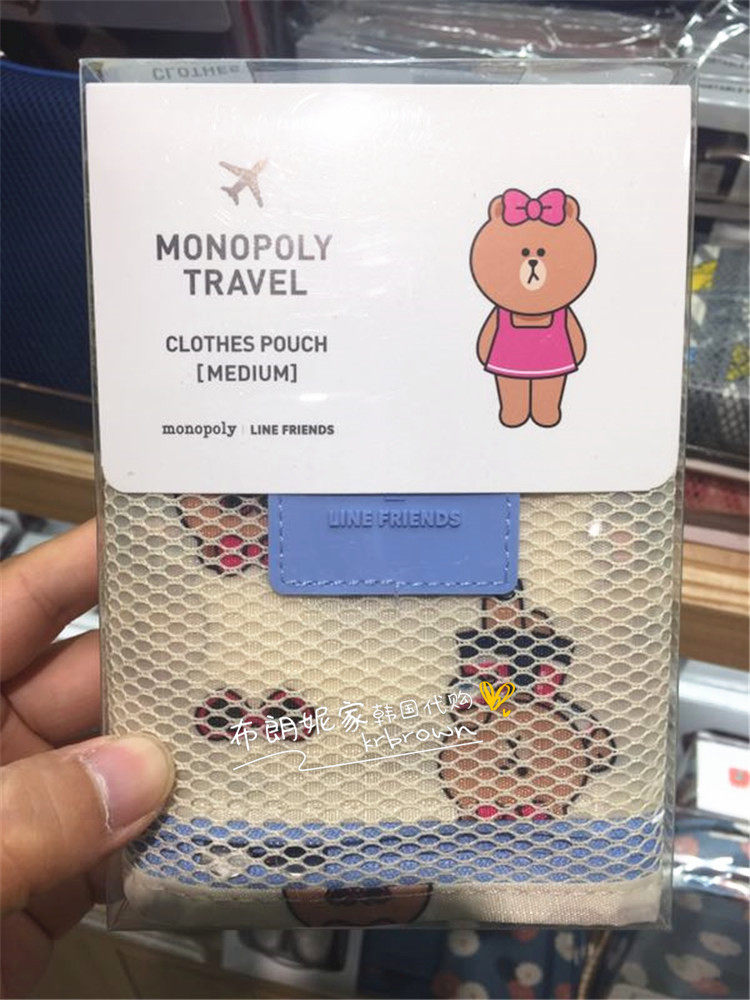 CLOTHES
MONOPOLY
TRAVEL
CLOTHES POUCH
[MEDIUM]
monopoly | LINE FRIENDS
LINE FRIENDS
布朗妮家韩国代购
krbrown